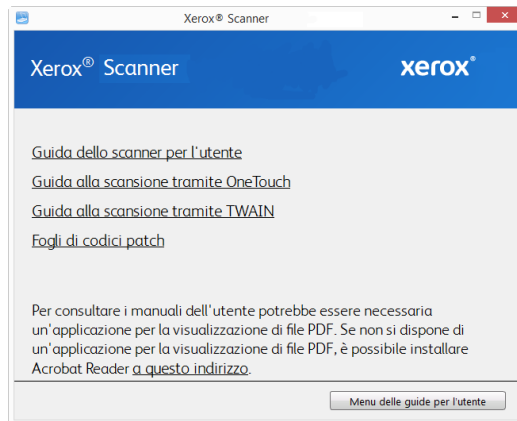 Xerox® Scanner
Xerox® Scanner
xerox®
Guida dello scanner per l'utente
Guida alla scansione tramite OneTouch
Guida alla scansione tramite TWAIN
Fogli di codici patch
Per consultare i manuali dell'utente potrebbe essere necessaria
un'applicazione per la visualizzazione di file PDF. Se non si dispone di
un'applicazione per la visualizzazione di file PDF, è possibile installare
Acrobat Reader a questo indirizzo.
Menu delle guide per l'utente